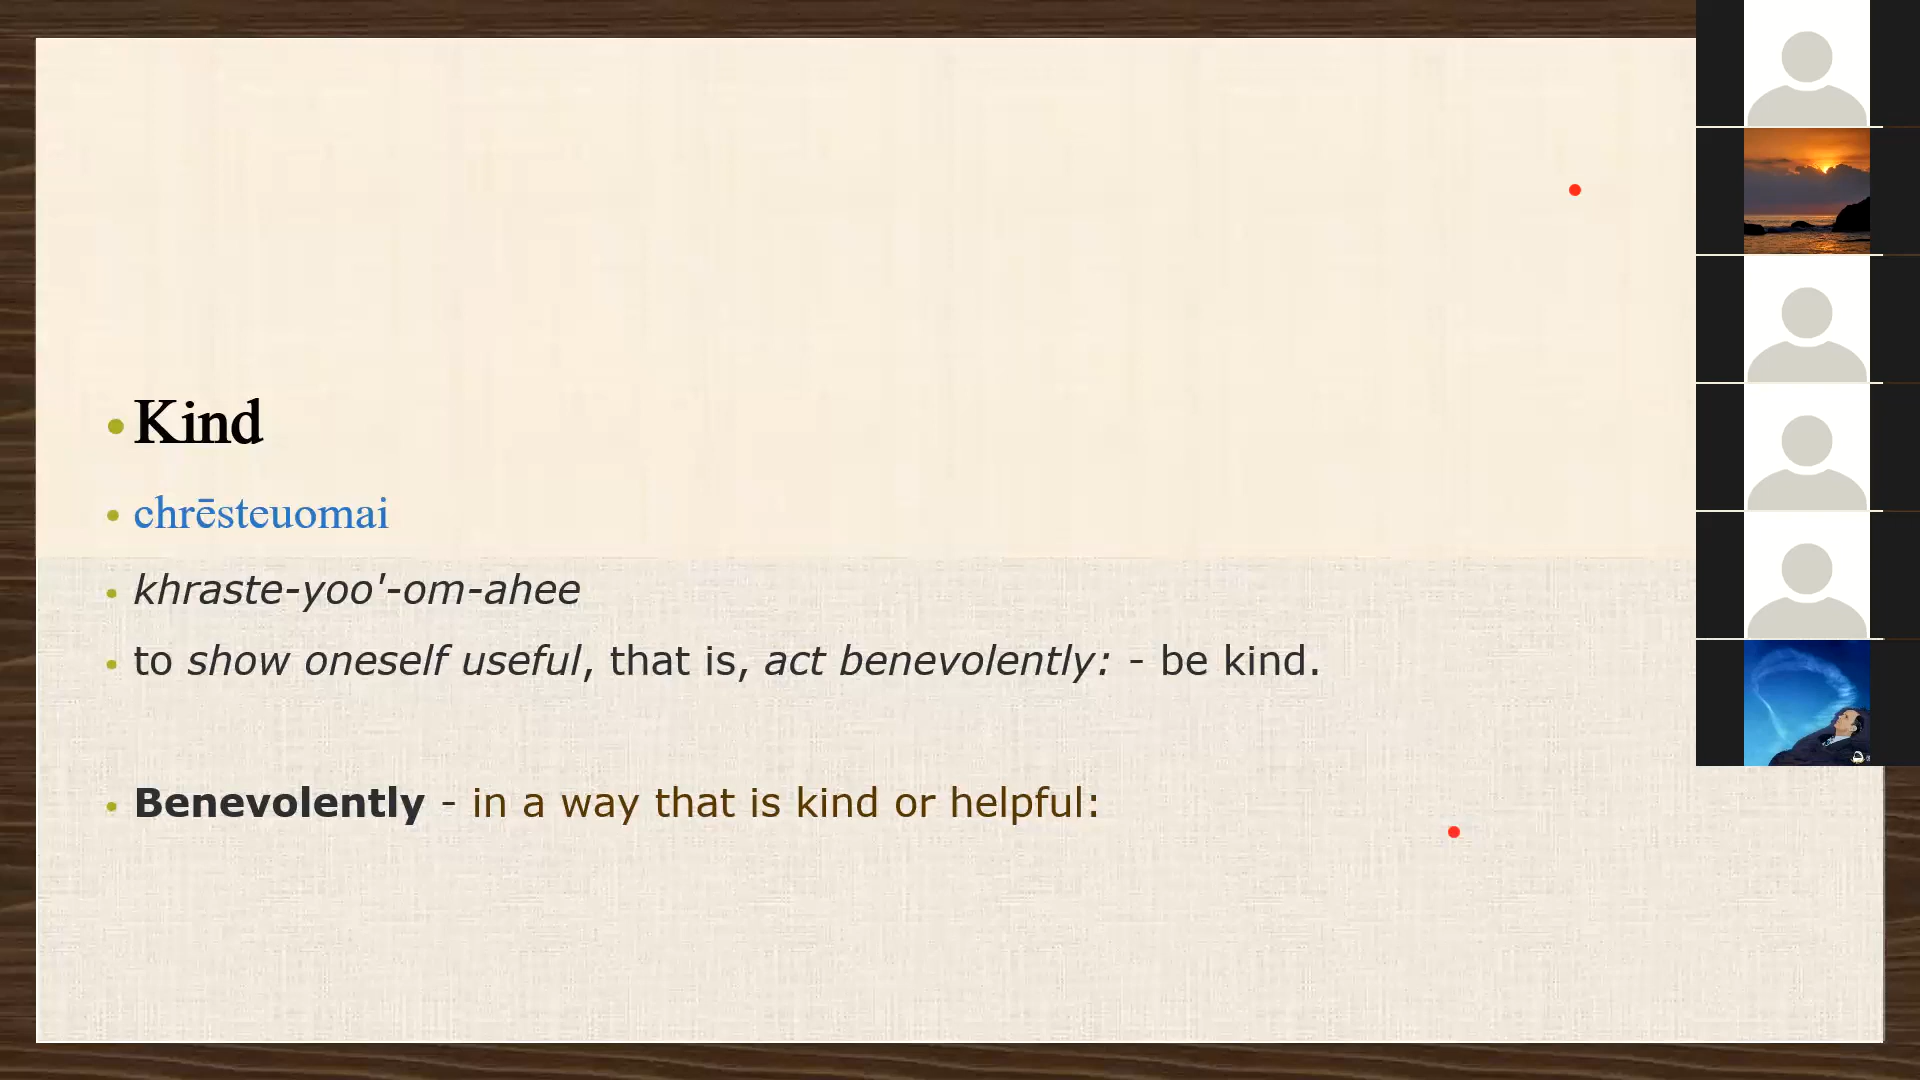 Kind
chrēsteuomai
khraste-yoo'-om-ahee
to show oneself useful, that is, act benevolently: - be kind.
Benevolently - in a way that is kind or helpful: